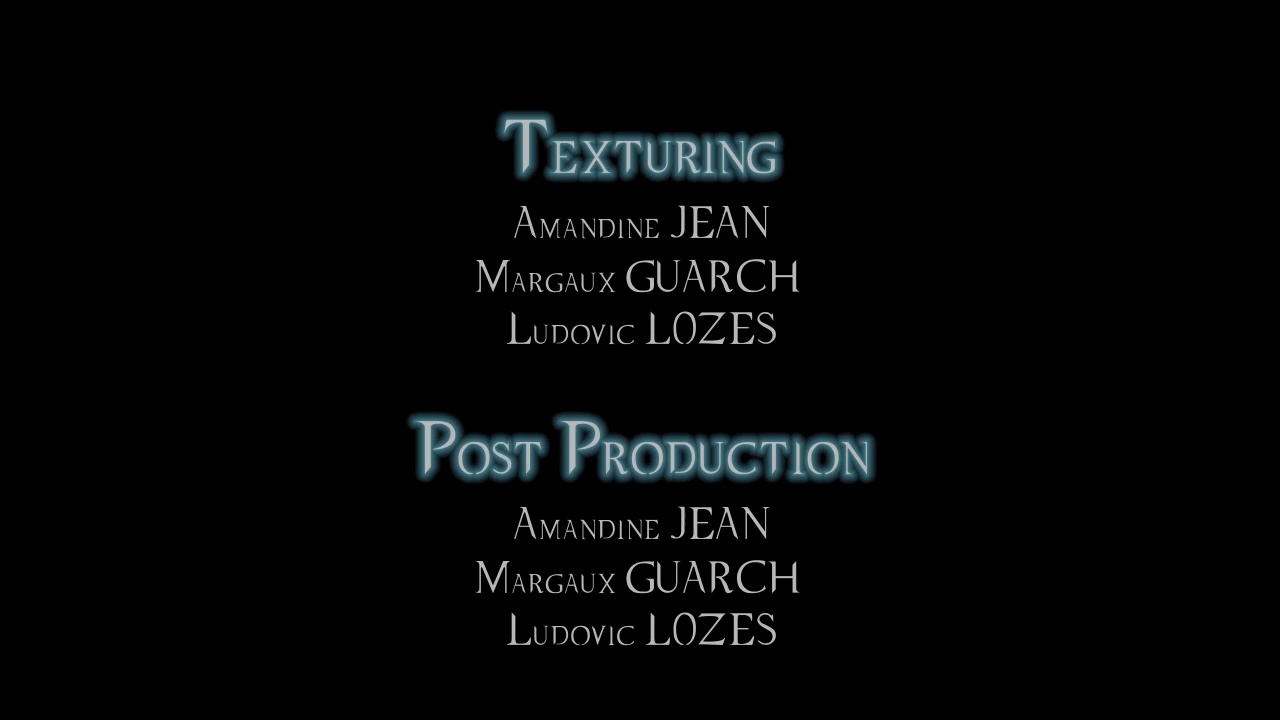 Texturing
Amandine JEAN
Margaux GUARCH
Ludovic LOZES
Post Production
Amandine JEAN
Margaux GUARCH
Ludovic LOZES